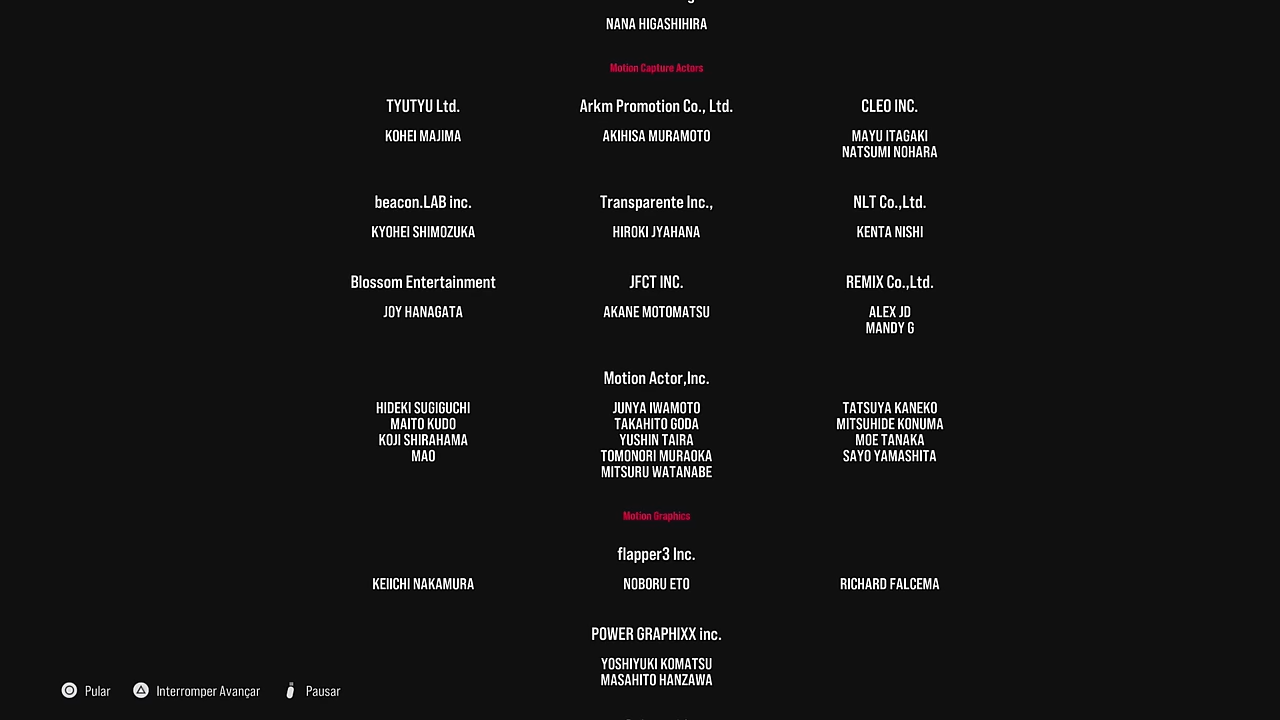 NANA HIGASHIHIRA
Motion Capture Actors
TYUTYU Ltd.
KOHEI MAJIMA
Arkm Promotion Co., Ltd.
AKIHISA MURAMOTO
CLEO INC.
MAYU ITAGAKI
NATSUMI NOHARA
beacon.LAB inc.
KYOHEI SHIMOZUKA
Transparente Inc.,
HIROKI JYAHANA
NLT Co.,Ltd.
KENTA NISHI
Blossom Entertainment
JOY HANAGATA
JFCT INC.
AKANE MOTOMATSU
REMIX Co.,Ltd.
ALEX JD
MANDY G
Motion Actor,Inc.
HIDEKI SUGIGUCHI
MAITO KUDO
KOJI SHIRAHAMA
MAO
JUNYA IWAMOTO
TAKAHITO GODA
YUSHIN TAIRA
TOMONORI MURAOKA
MITSURU WATANABE
TATSUYA KANEKO
MITSUHIDE KONUMA
MOE TANAKA
SAYO YAMASHITA
Motion Graphics
flapper3 Inc.
KEIICHI NAKAMURA
NOBORU ETO
RICHARD FALCEMA
POWER GRAPHIXX inc.
YOSHIYUKI KOMATSU
MASAHITO HANZAWA
Pular
Interromper Avançar
Pausar